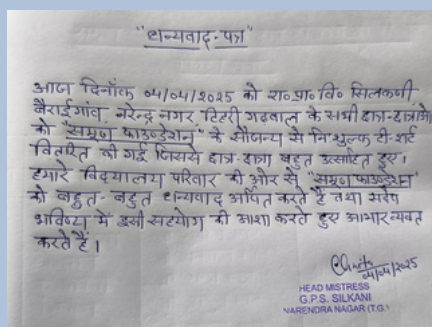 "धन्यवाद-पत्र"
आज दिनाँक 04/04/2025 को रा०प्रा०वि० सिलकणी
बैराईगांव, नरेन्द्र नगर, टिहरी गढ़वाल के सभी छात्र-छात्राओं
को "समूण फाउण्डेशन" के सौजन्य से निःशुल्क टी-शर्ट
वितरित की गई जिससे छात्र-छात्रा बहुत उत्साहित हुए।
हमारे विद्यालय परिवार की ओर से "समूण फाउण्डेशन"
को बहुत-बहुत धन्यवाद अर्पित करते हैं तथा सदैव
भविष्य में इसी सहयोग की आशा करते हुए आभार व्यक्त
करते हैं।
04/04/2025
HEAD MISTRESS
G.P.S. SILKANI
NARENDRA NAGAR (T.G.)